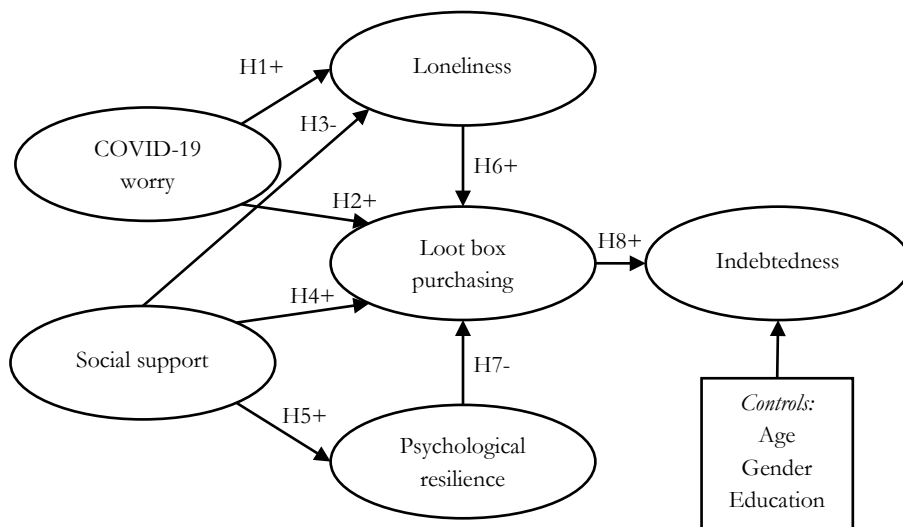 H1+
Loneliness
H3-
COVID-19
worry
H6+
H2+
Loot box
purchasing
H8+
Indebtedness
H4+
Social support
H7-
H5+
Psychological
resilience
Controls:
Age
Gender
Education